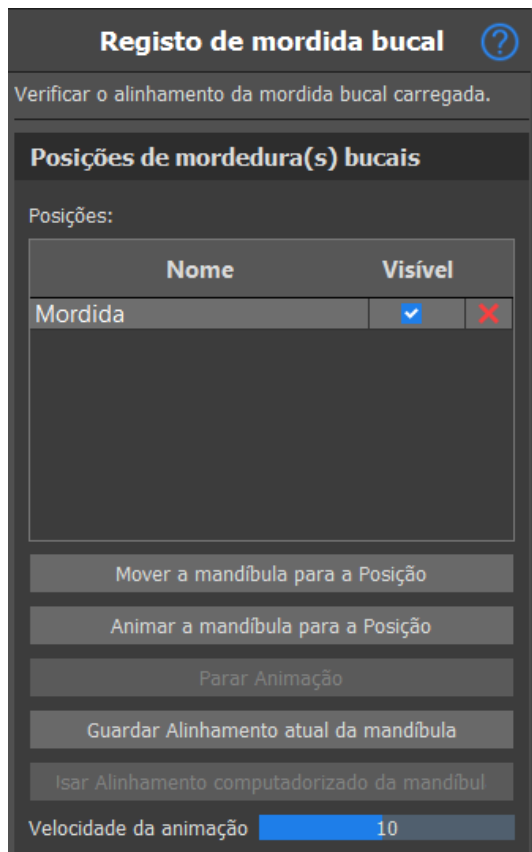 Registo de mordida bucal
Verificar o alinhamento da mordida bucal carregada.
Posições de mordedura(s) bucais
Posições:
Nome Visível
Mordida
Mover a mandíbula para a Posição
Animar a mandíbula para a Posição
Parar Animação
Guardar Alinhamento atual da mandíbula
Isar Alinhamento computadorizado da mandíbul
Velocidade da animação 10